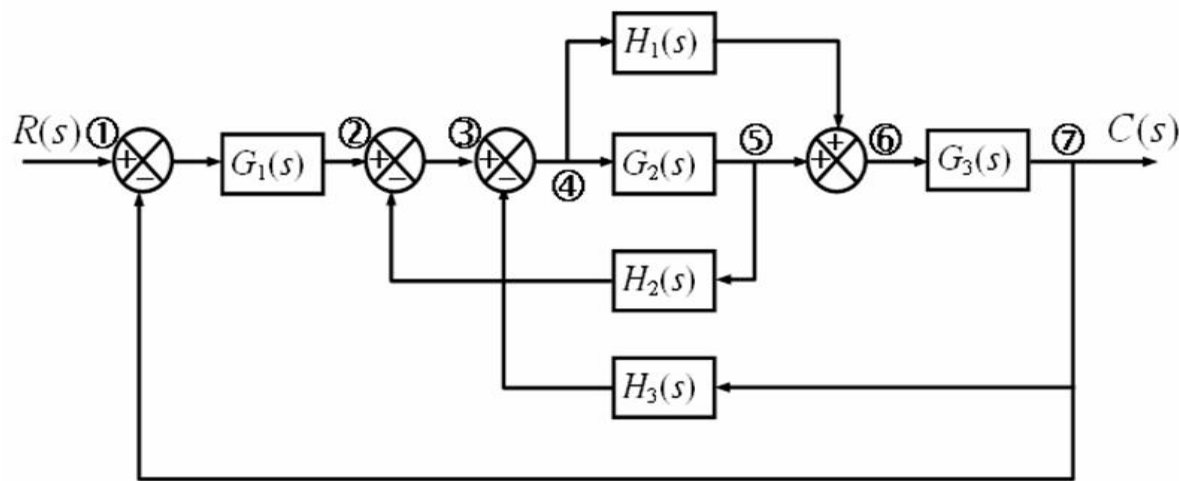 H₁(s)
R(s) ① ② ③ ⑤ ⑥ ⑦ C(s)
+ − G₁(s) + − + − G₂(s) + + G₃(s)
④
H₂(s)
H₃(s)